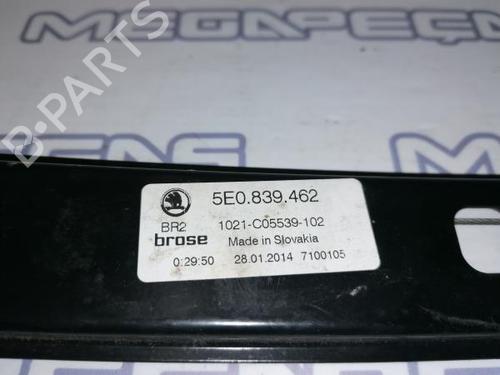 MEGAPEÇAS
B-PARTS
5E0.839.462
BR2 1021-C05539-102
brose Made in Slovakia
0:29:50 28.01.2014 7100105